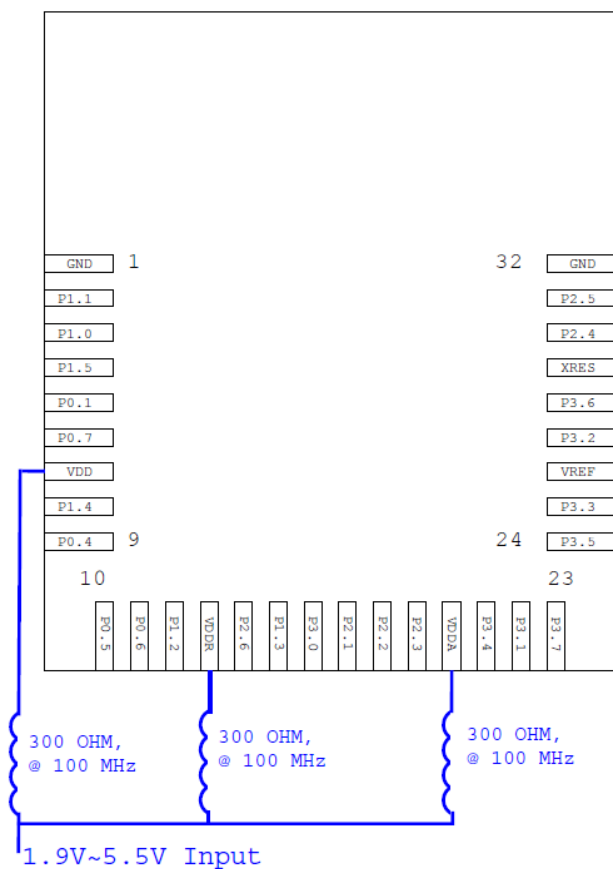 GND 1
P1.1
P1.0
P1.5
P0.1
P0.7
VDD
P1.4
P0.4 9
32 GND
P2.5
P2.4
XRES
P3.6
P3.2
VREF
P3.3
24 P3.5
10
23
P0.5
P0.6
P1.2
VDDR
P2.6
P1.3
P3.0
P2.1
P2.2
P2.3
VDDA
P3.4
P3.1
P3.7
300 OHM,
@ 100 MHz
300 OHM,
@ 100 MHz
300 OHM,
@ 100 MHz
1.9V~5.5V Input